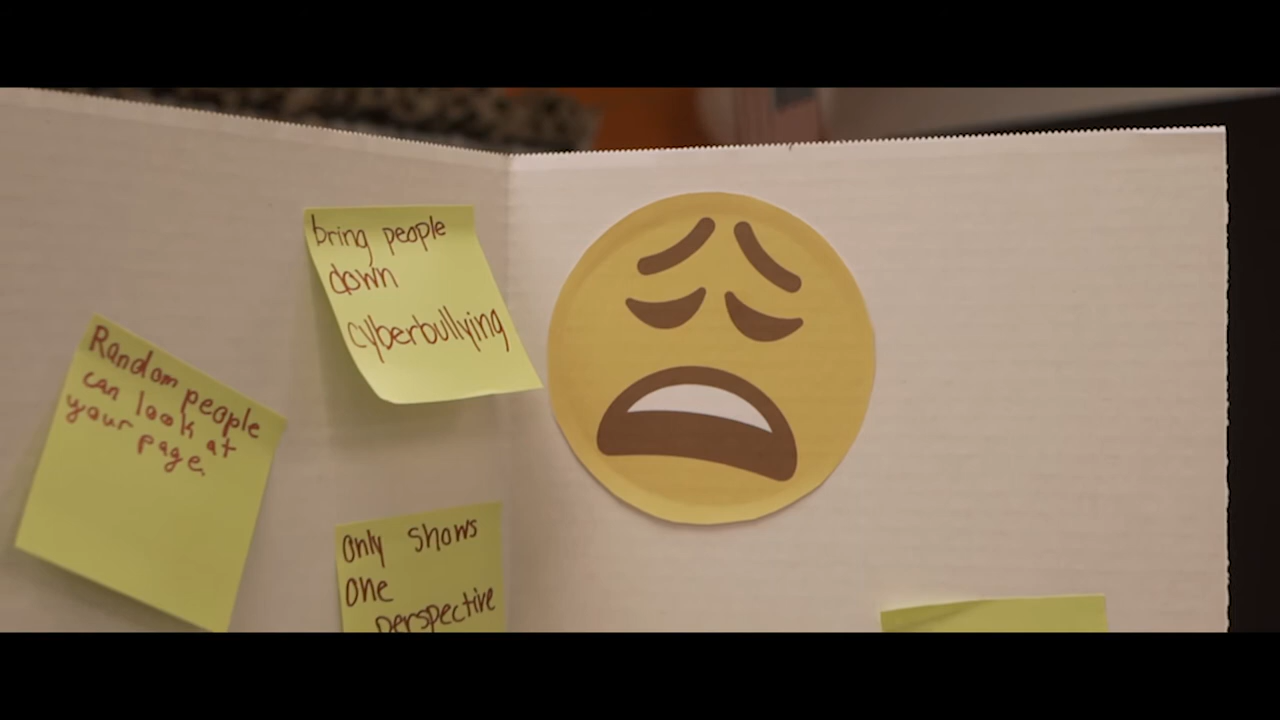 bring people
down
cyberbullying
Random people
can look at
your page.
Only shows
one
perspective